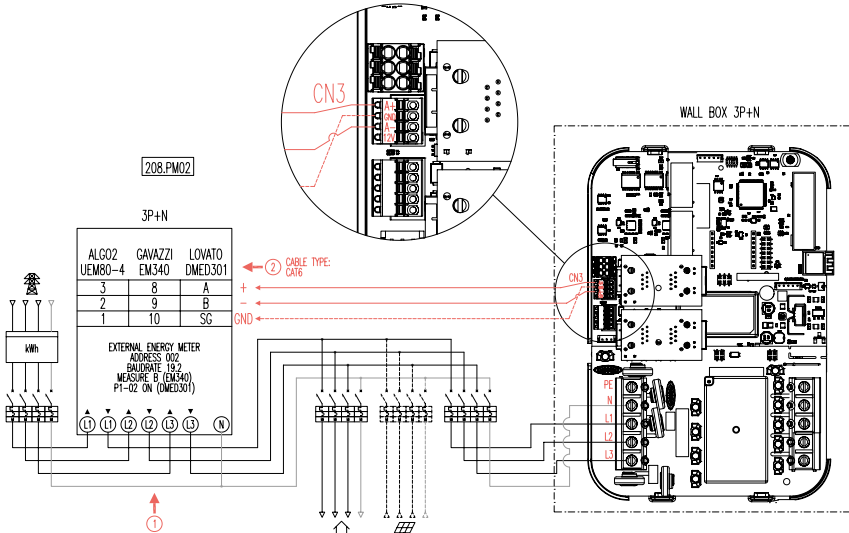 CN3
A+
GND
A-
12V
WALL BOX 3P+N
208.PM02
3P+N
ALGO2 GAVAZZI LOVATO
UEM80-4 EM340 DMED301
3 8 A +
2 9 B -
1 10 SG GND
2 CABLE TYPE:
CAT6
EXTERNAL ENERGY METER
ADDRESS 002
BAUDRATE 19.2
MEASURE B (EM340)
P1-02 ON (DMED301)
L1 L1 L2 L2 L3 L3 N
kWh
1
CN3
PE
N
L1
L2
L3